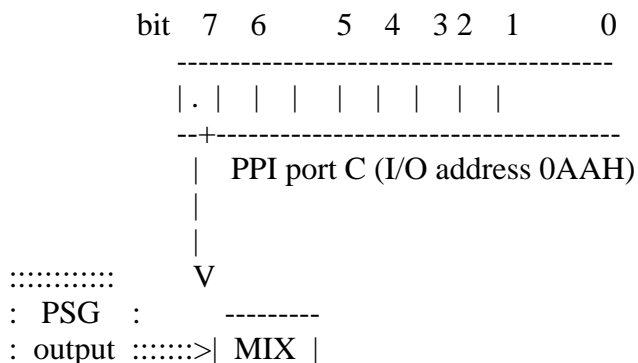 bit 7 6 5 4 3 2 1 0
-----------------------------------------
| . | | | | | | | |
--+--------------------------------------
| PPI port C (I/O address 0AAH)
|
|
:::::::::::: V
: PSG : ---------
: output :::::::>| MIX |